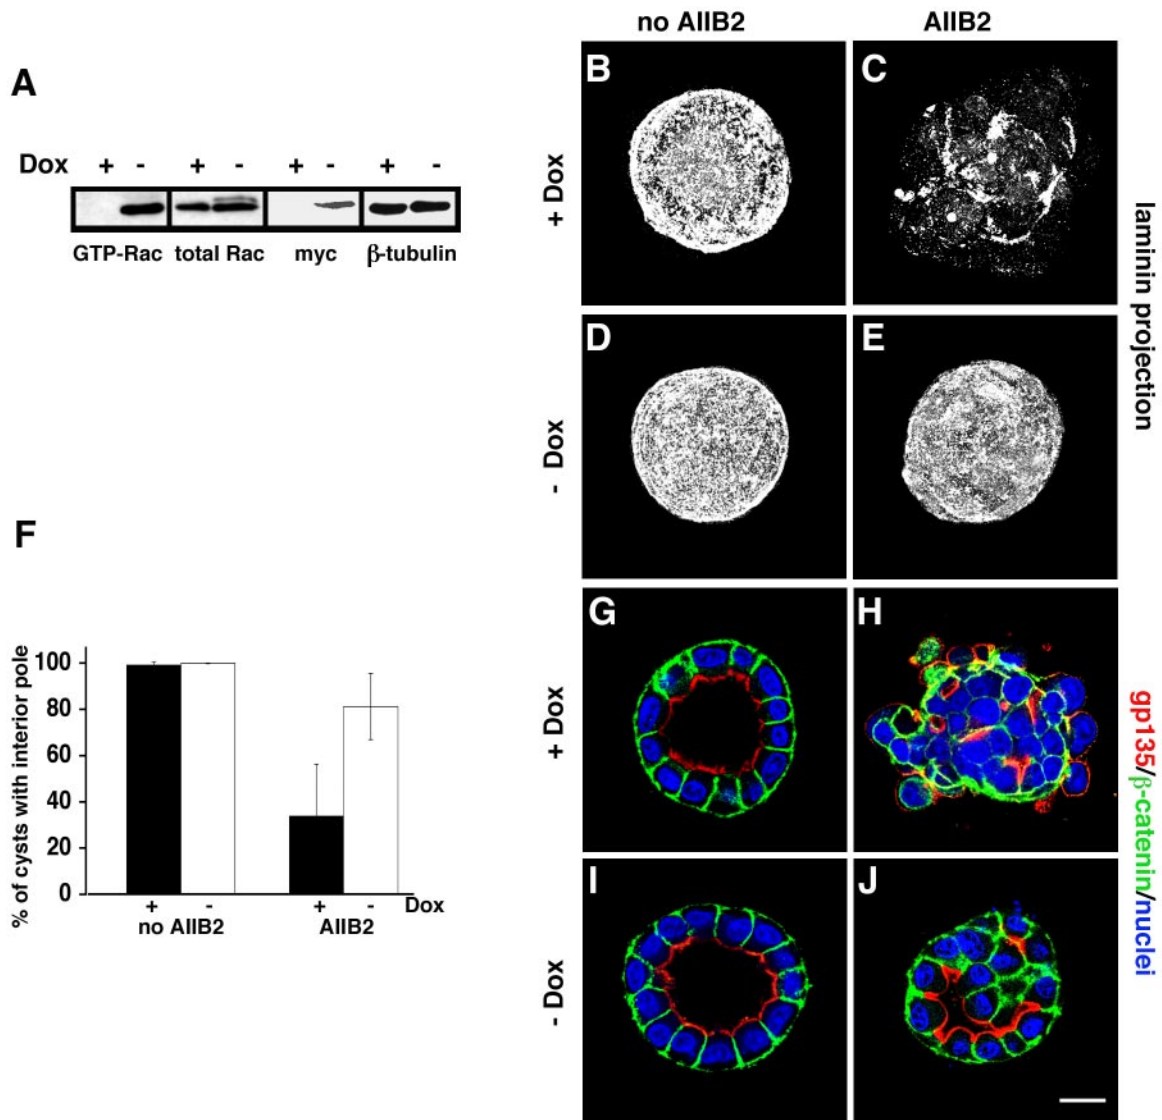 no AIIB2 AIIB2
A
Dox + - + - + - + -
GTP-Rac total Rac myc β-tubulin
B C
+ Dox
D E
- Dox
laminin projection
F
% of cysts with interior pole
100
80
60
40
20
0
+ - + - Dox
no AIIB2 AIIB2
G H
+ Dox
I J
- Dox
gp135/β-catenin/nuclei